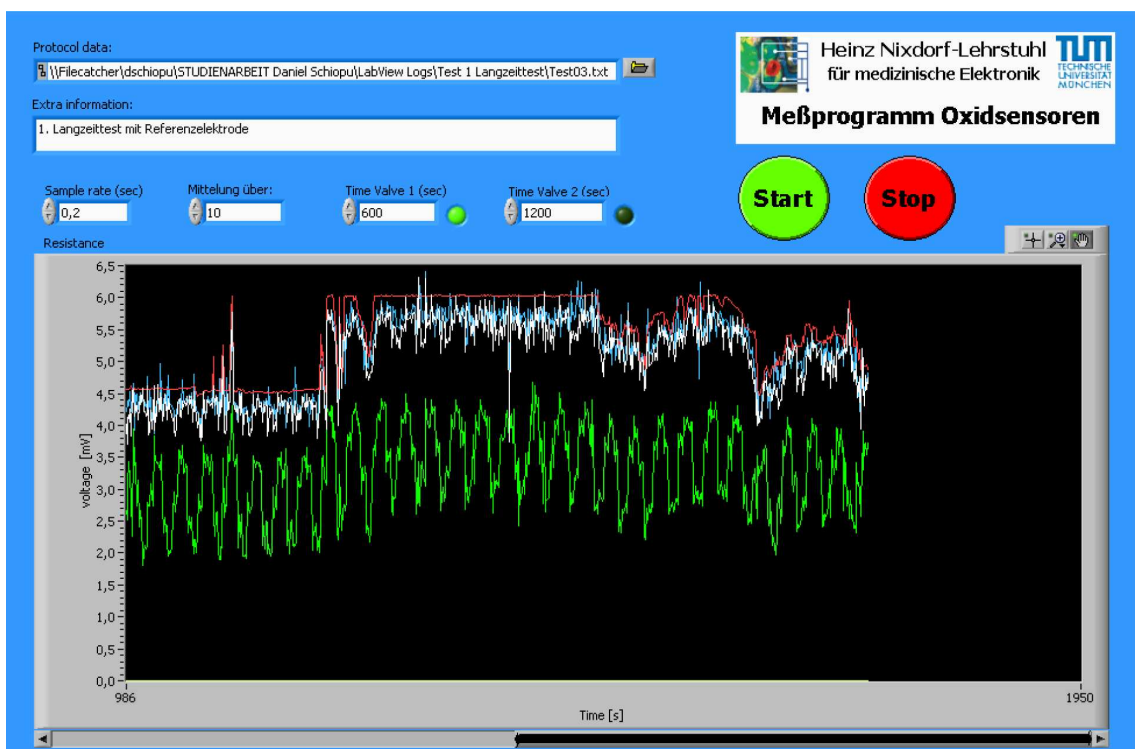 Protocol data:
\\Filecatcher\dschiopu\STUDIENARBEIT Daniel Schiopu\LabView Logs\Test 1 Langzeittest\Test03.txt
Extra information:
1. Langzeittest mit Referenzelektrode
Heinz Nixdorf-Lehrstuhl
für medizinische Elektronik
TUM
TECHNISCHE
UNIVERSITÄT
MÜNCHEN
Meßprogramm Oxidsensoren
Sample rate (sec)
0,2
Mittelung über:
10
Time Valve 1 (sec)
600
Time Valve 2 (sec)
1200
Start
Stop
Resistance
voltage [mV]
6,5
6,0
5,5
5,0
4,5
4,0
3,5
3,0
2,5
2,0
1,5
1,0
0,5
0,0
986
1950
Time [s]